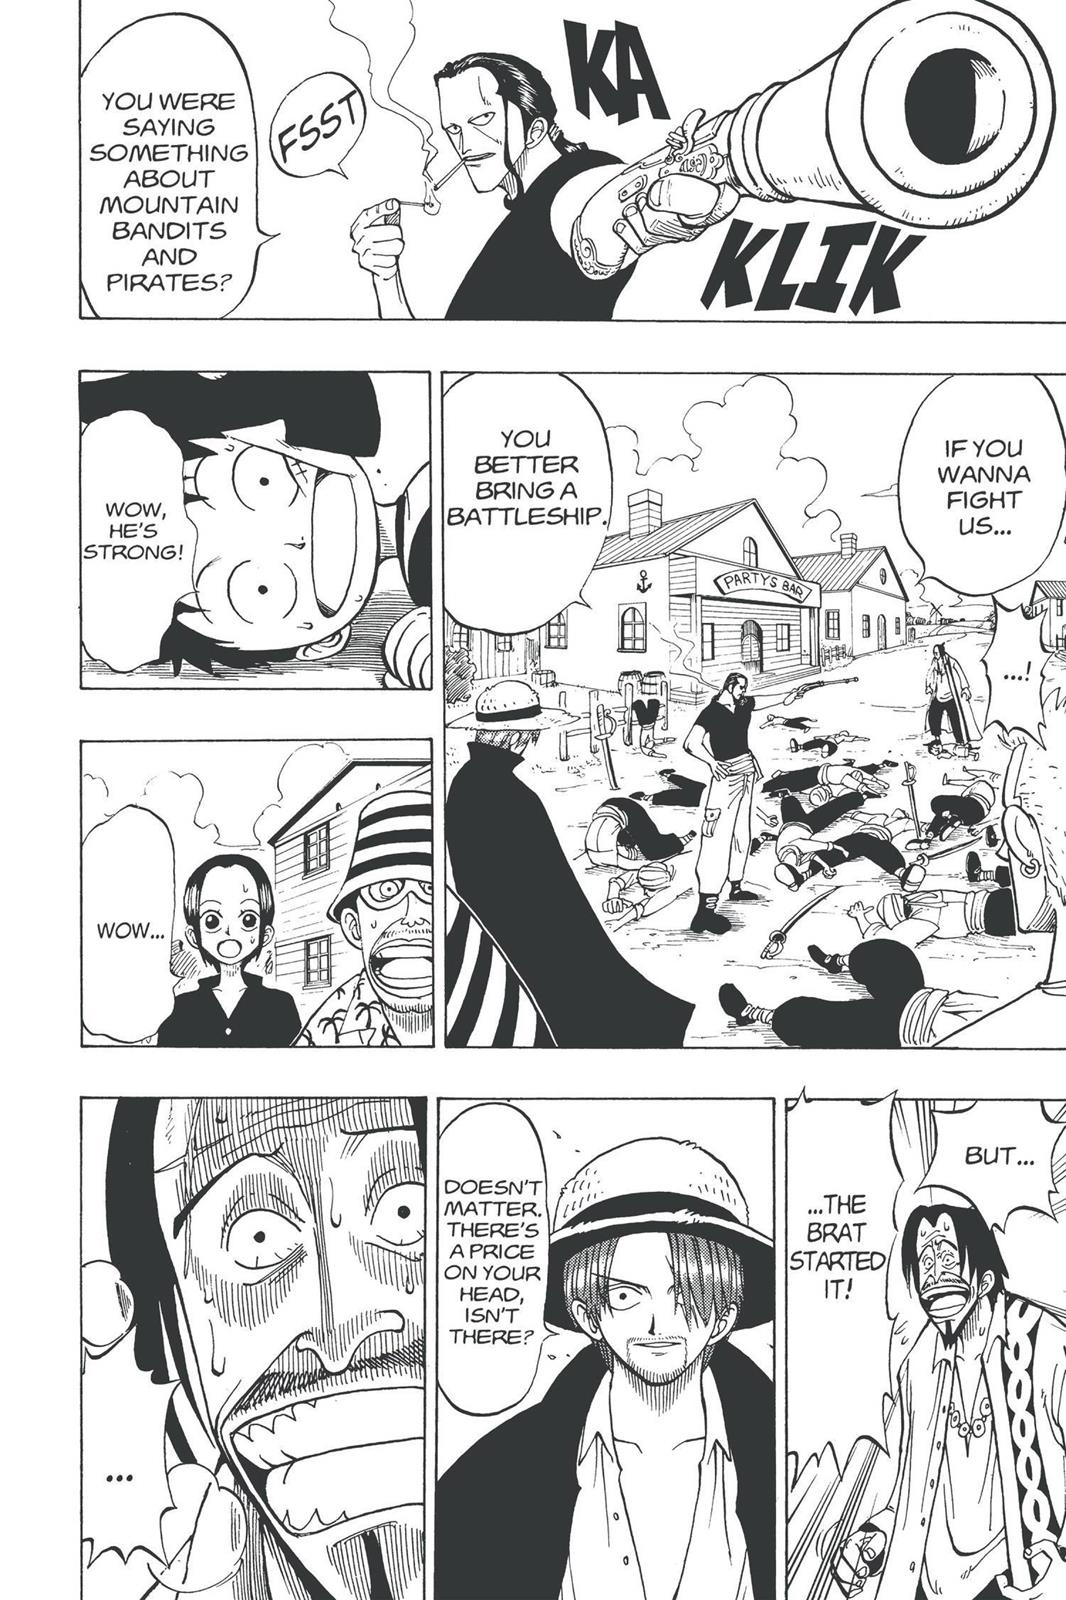 KA
KLIK
FSST
YOU WERE
SAYING
SOMETHING
ABOUT
MOUNTAIN
BANDITS
AND
PIRATES?
IF YOU
WANNA
FIGHT
US...
...!
YOU
BETTER
BRING A
BATTLESHIP.
PARTYS BAR
WOW,
HE'S
STRONG!
WOW...
BUT...
...THE
BRAT
STARTED
IT!
DOESN'T
MATTER.
THERE'S
A PRICE
ON YOUR
HEAD,
ISN'T
THERE?
...